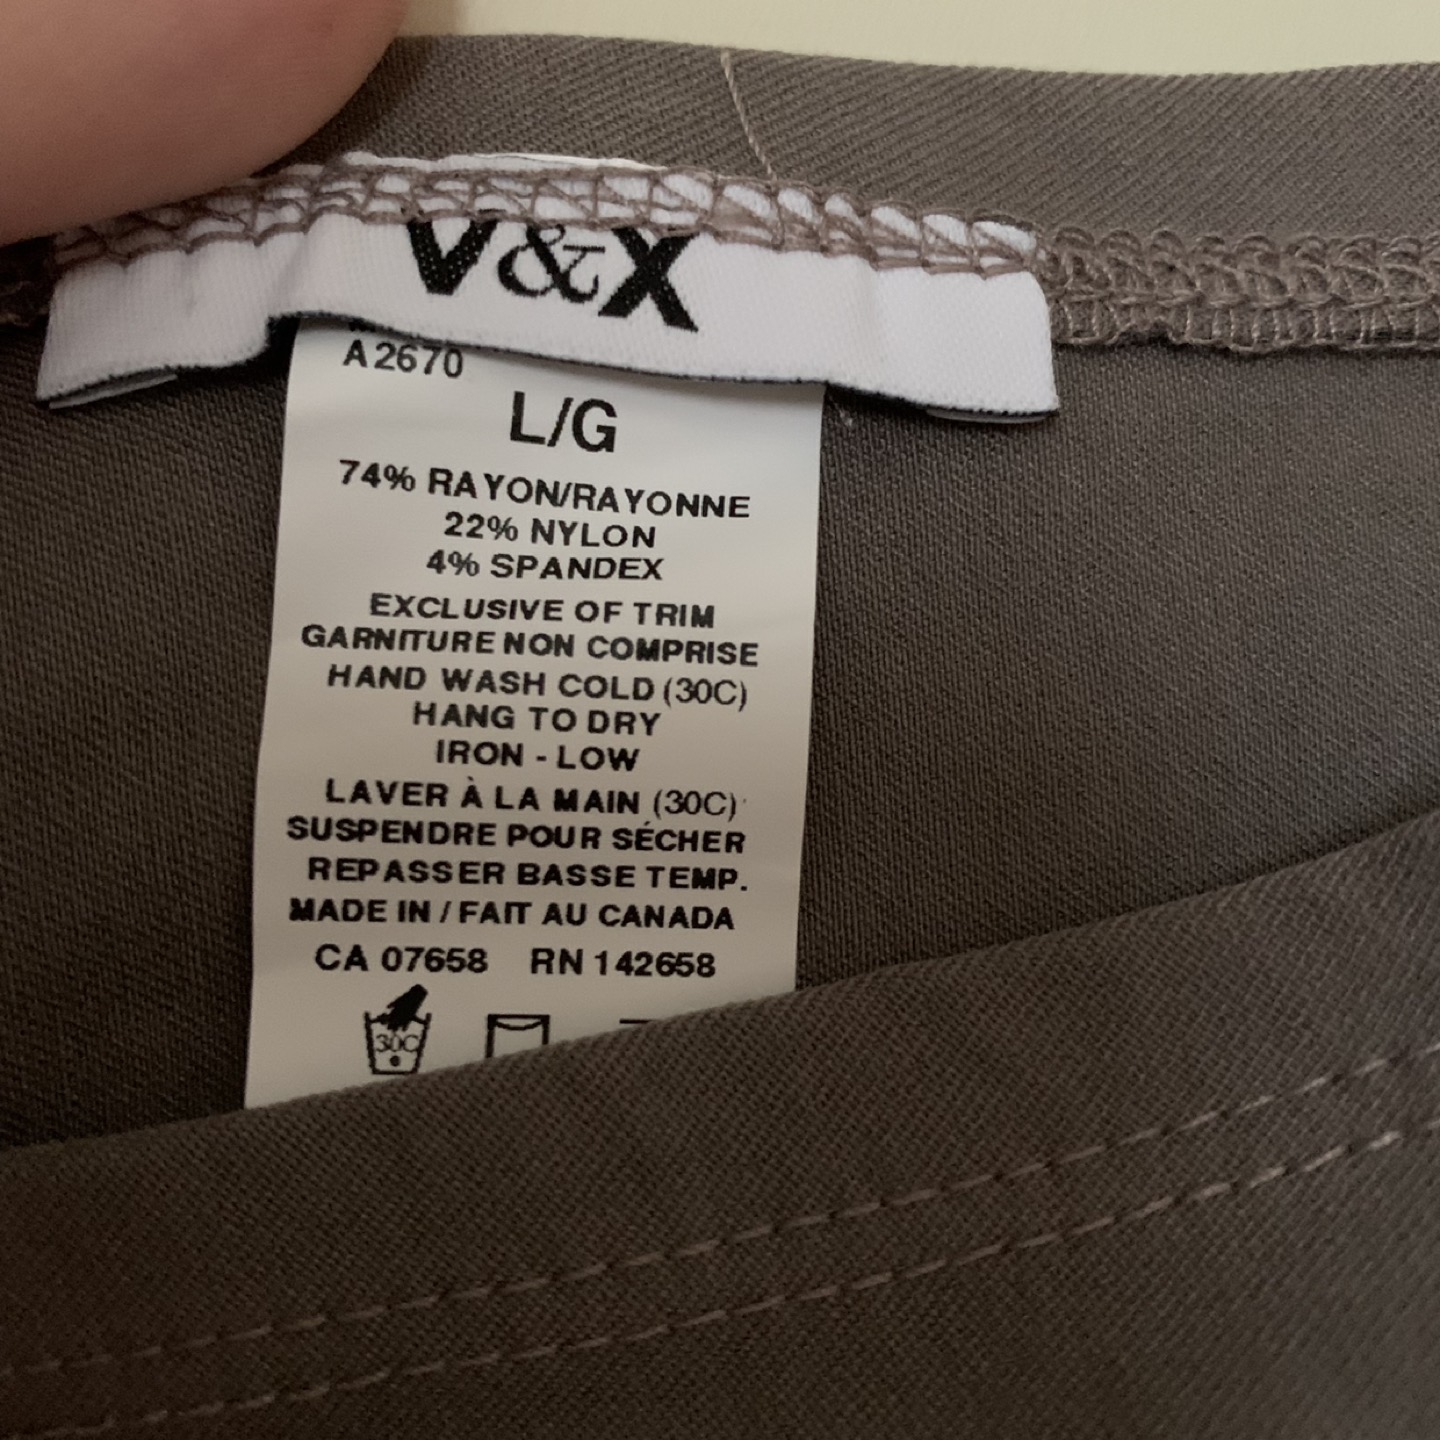 V&X
A2670
L/G
74% RAYON/RAYONNE
22% NYLON
4% SPANDEX
EXCLUSIVE OF TRIM
GARNITURE NON COMPRISE
HAND WASH COLD (30C)
HANG TO DRY
IRON - LOW
LAVER À LA MAIN (30C)
SUSPENDRE POUR SÉCHER
REPASSER BASSE TEMP.
MADE IN / FAIT AU CANADA
CA 07658 RN 142658
30C